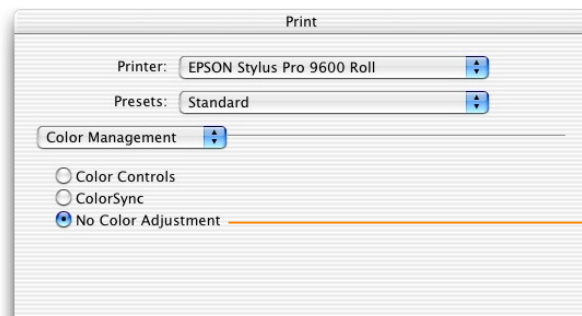 Print
Printer: EPSON Stylus Pro 9600 Roll
Presets: Standard
Color Management
Color Controls
ColorSync
No Color Adjustment